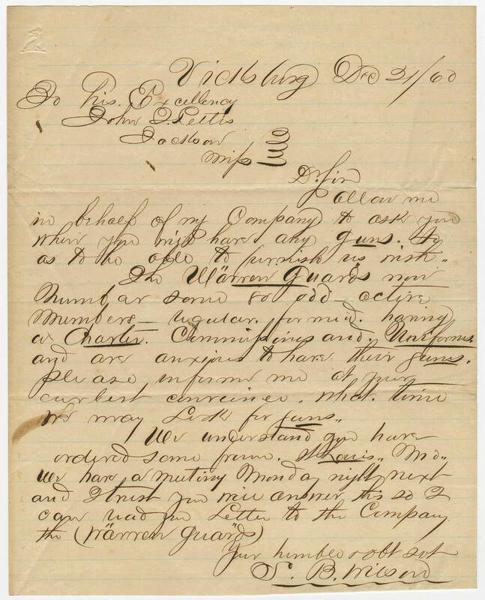 Vicksburg Dec 21/60
To His. Excellency
John J. Pettus
Jackson
Miss
Dr Sir
Allow me
in behalf of my Company to ask you
when you will have any guns. So
as to be able to furnish us with..
The Warren Guards now
number some 80 odd, active
members — regular formed. having
a Charter. Commissions and Uniforms.
and are anxious to have their guns.
please inform me at your
earliest convience. What. time
we may look for guns..
We understand you have
ordered some from. St Louis.. Mo..
We have a meeting Monday night next
and I trust you will answer this so I
can read the Letter to the Company
the (Warren Guards)
Your humble obt svt
S. B. Wilson